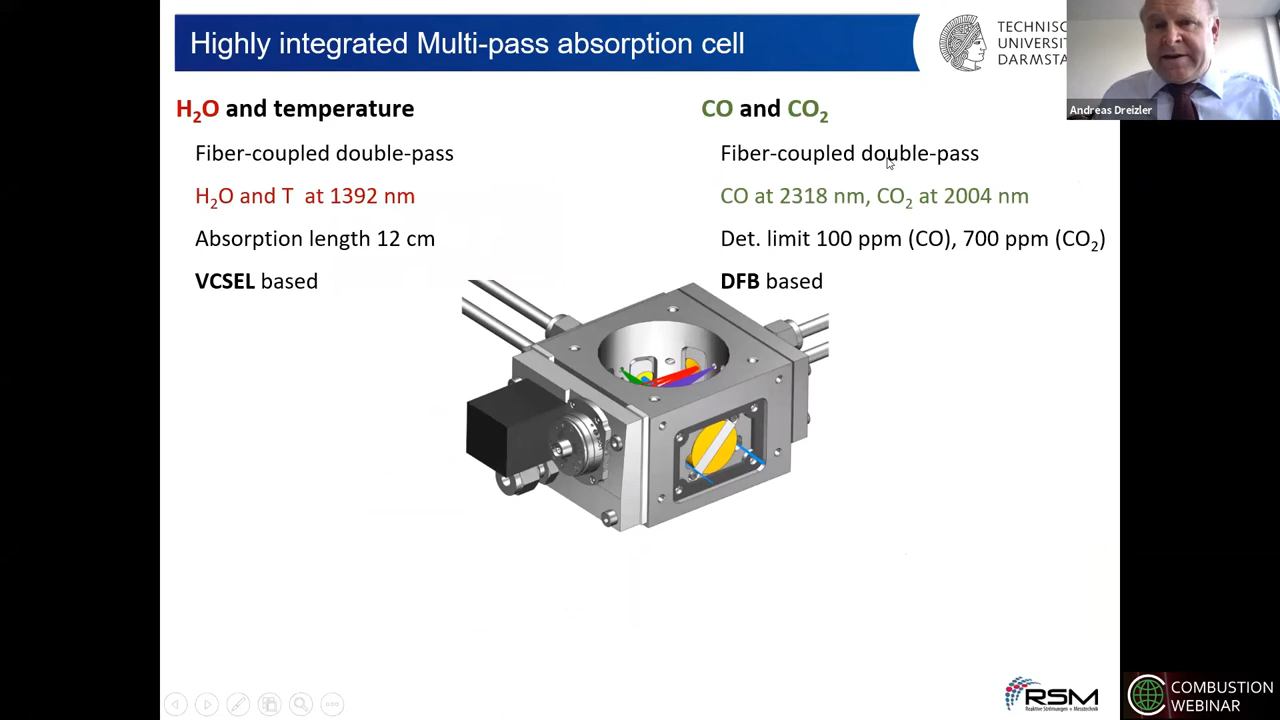 Highly integrated Multi-pass absorption cell
TECHNISC
UNIVERSI
DARMSTA
Andreas Dreizler
H₂O and temperature
Fiber-coupled double-pass
H₂O and T at 1392 nm
Absorption length 12 cm
VCSEL based
CO and CO₂
Fiber-coupled double-pass
CO at 2318 nm, CO₂ at 2004 nm
Det. limit 100 ppm (CO), 700 ppm (CO₂)
DFB based
RSM
Reaktive Strömungen + Messtechnik
COMBUSTION
WEBINAR